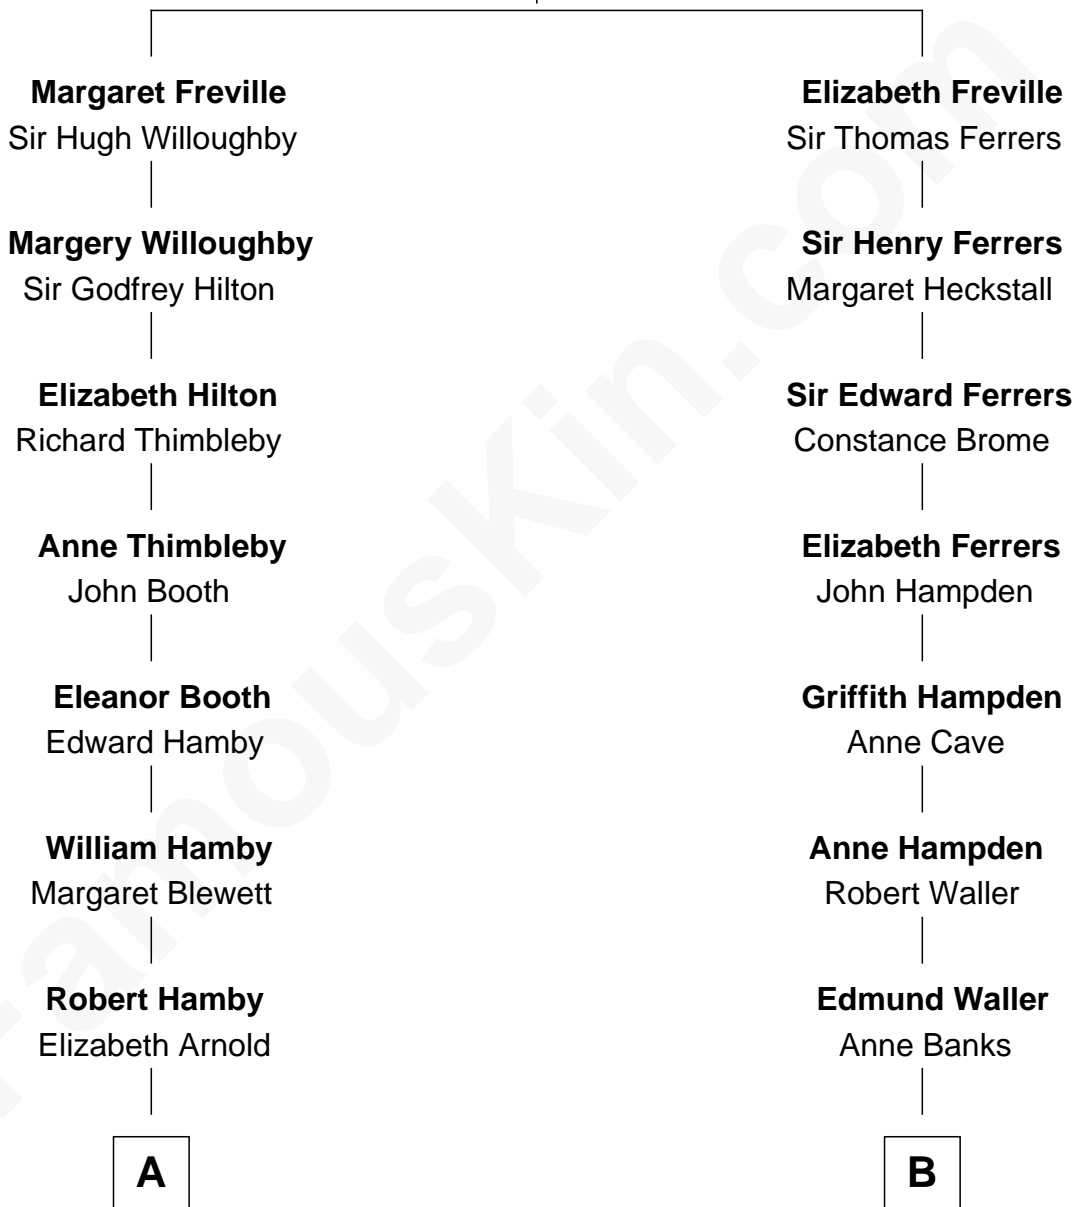 Margaret Freville
Sir Hugh Willoughby
Margery Willoughby
Sir Godfrey Hilton
Elizabeth Hilton
Richard Thimbleby
Anne Thimbleby
John Booth
Eleanor Booth
Edward Hamby
William Hamby
Margaret Blewett
Robert Hamby
Elizabeth Arnold
A
Elizabeth Freville
Sir Thomas Ferrers
Sir Henry Ferrers
Margaret Heckstall
Sir Edward Ferrers
Constance Brome
Elizabeth Ferrers
John Hampden
Griffith Hampden
Anne Cave
Anne Hampden
Robert Waller
Edmund Waller
Anne Banks
B
FamousKin.com